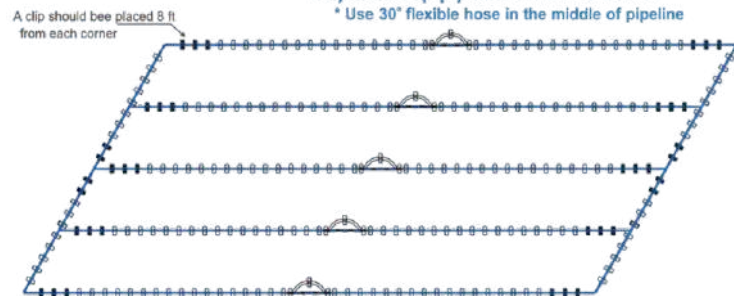 * Use 30" flexible hose in the middle of pipeline
A clip should bee placed 8 ft
from each corner